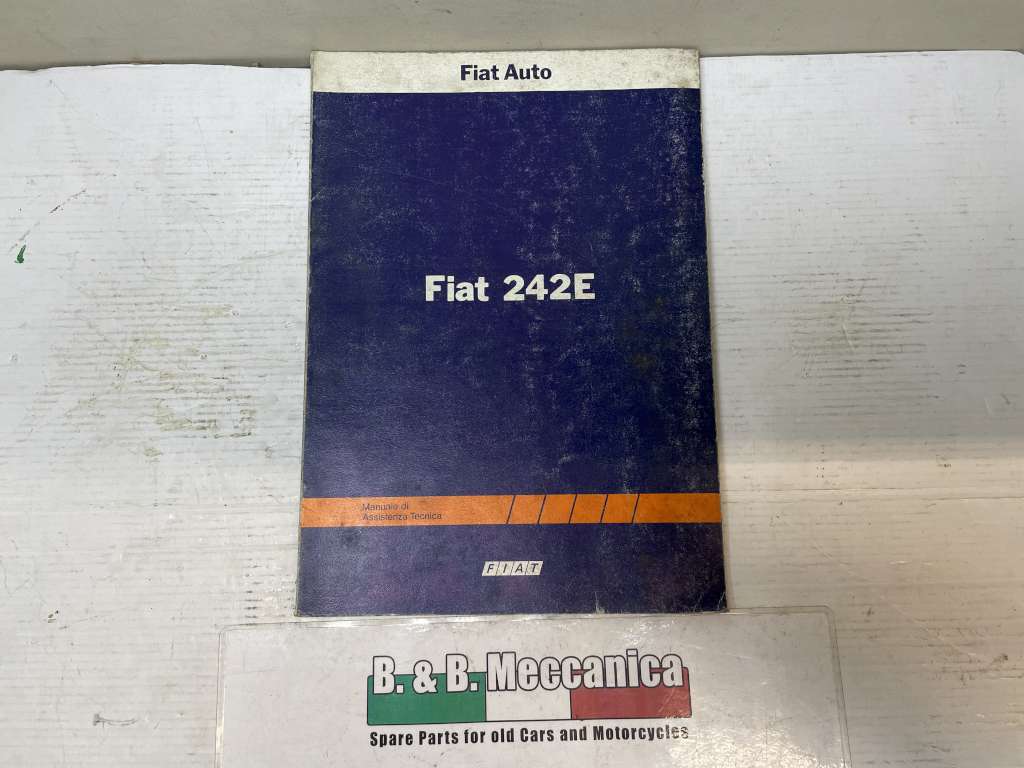 Fiat Auto
Fiat 242E
Manuale di
Assistenza Tecnica
FIAT
B. & B. Meccanica
Spare Parts for old Cars and Motorcycles